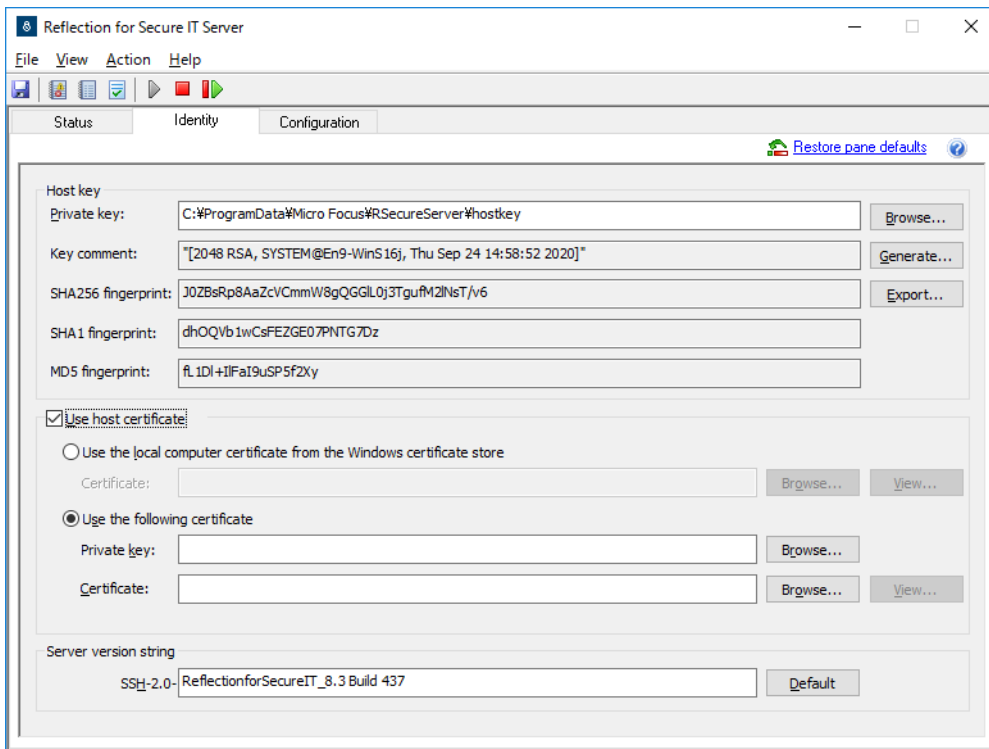 Reflection for Secure IT Server
File View Action Help
Status Identity Configuration
Restore pane defaults
Host key
Private key: C:¥ProgramData¥Micro Focus¥RSecureServer¥hostkey Browse...
Key comment: "[2048 RSA, SYSTEM@En9-WinS16j, Thu Sep 24 14:58:52 2020]" Generate...
SHA256 fingerprint: J0ZBsRp8AaZcVCmmW8gQGGlL0j3TgufM2lNsT/v6 Export...
SHA1 fingerprint: dhOQVb1wCsFEZGE07PNTG7Dz
MD5 fingerprint: fL1Dl+IlFaI9uSP5f2Xy
Use host certificate
Use the local computer certificate from the Windows certificate store
Certificate: Browse... View...
Use the following certificate
Private key: Browse...
Certificate: Browse... View...
Server version string
SSH-2.0- ReflectionforSecureIT_8.3 Build 437 Default